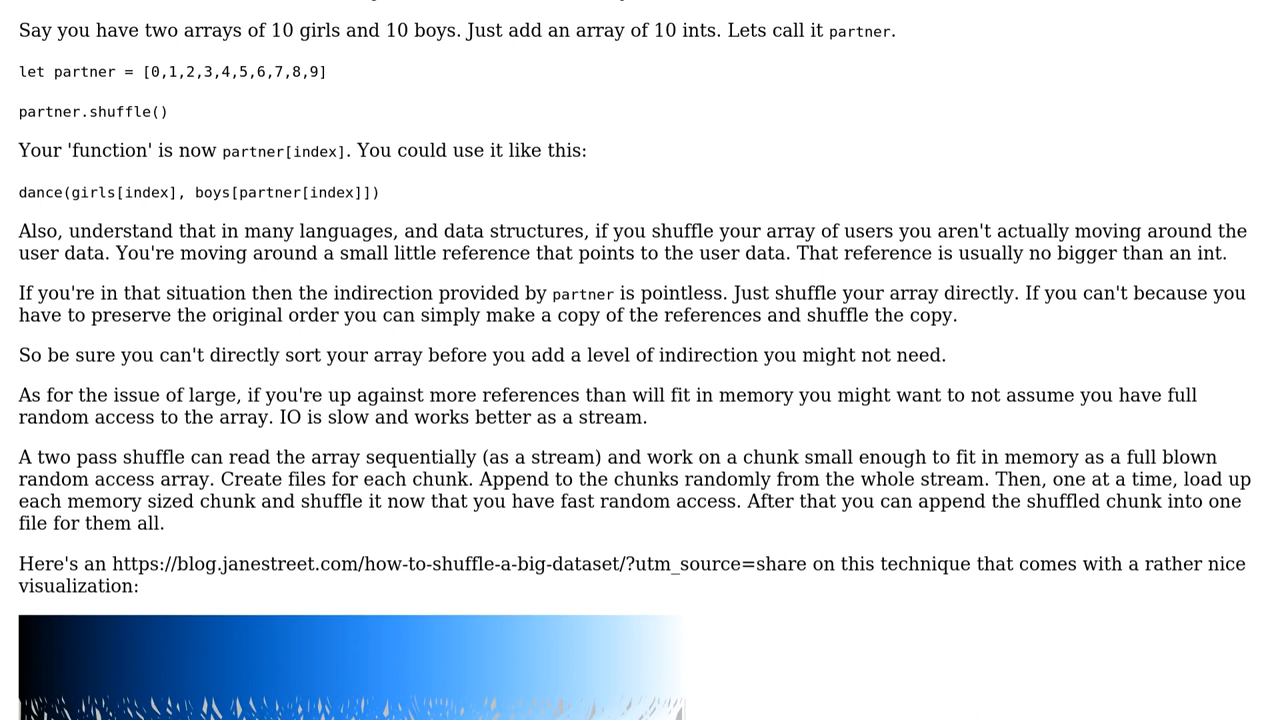 Say you have two arrays of 10 girls and 10 boys. Just add an array of 10 ints. Lets call it partner.
let partner = [0,1,2,3,4,5,6,7,8,9]
partner.shuffle()
Your 'function' is now partner[index]. You could use it like this:
dance(girls[index], boys[partner[index]])
Also, understand that in many languages, and data structures, if you shuffle your array of users you aren't actually moving around the
user data. You're moving around a small little reference that points to the user data. That reference is usually no bigger than an int.
If you're in that situation then the indirection provided by partner is pointless. Just shuffle your array directly. If you can't because you
have to preserve the original order you can simply make a copy of the references and shuffle the copy.
So be sure you can't directly sort your array before you add a level of indirection you might not need.
As for the issue of large, if you're up against more references than will fit in memory you might want to not assume you have full
random access to the array. IO is slow and works better as a stream.
A two pass shuffle can read the array sequentially (as a stream) and work on a chunk small enough to fit in memory as a full blown
random access array. Create files for each chunk. Append to the chunks randomly from the whole stream. Then, one at a time, load up
each memory sized chunk and shuffle it now that you have fast random access. After that you can append the shuffled chunk into one
file for them all.
Here's an https://blog.janestreet.com/how-to-shuffle-a-big-dataset/?utm_source=share on this technique that comes with a rather nice
visualization: